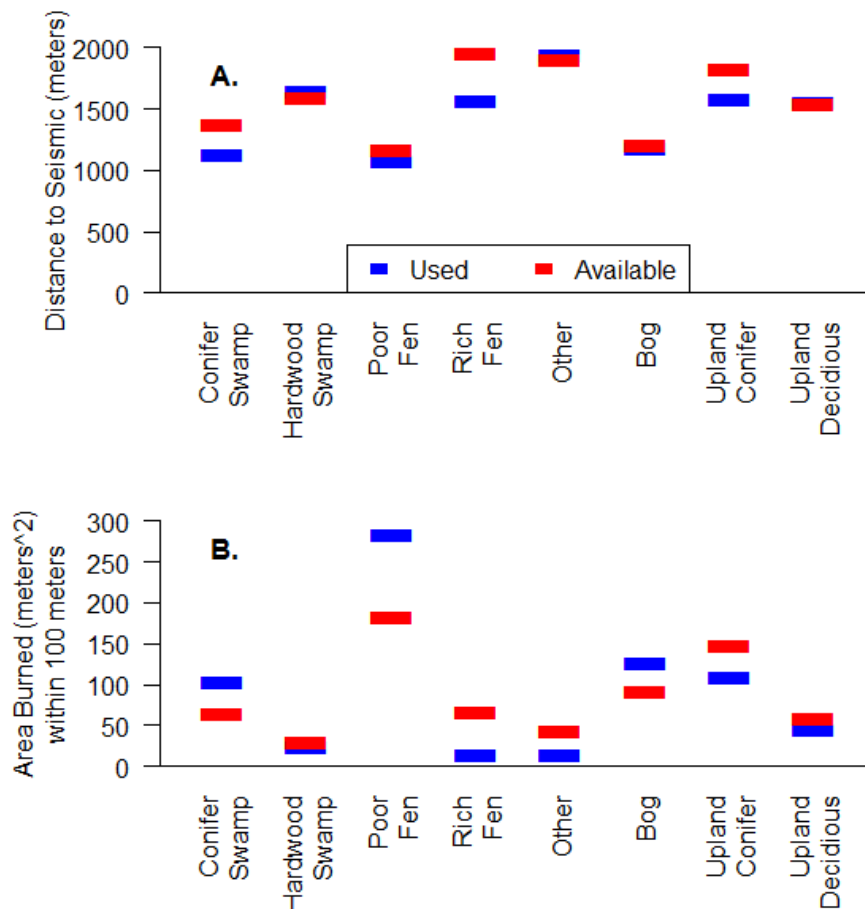 A.
Distance to Seismic (meters)
2000
1500
1000
500
0
Used
Available
Conifer
Swamp
Hardwood
Swamp
Poor
Fen
Rich
Fen
Other
Bog
Upland
Conifer
Upland
Decidious
B.
Area Burned (meters^2)
within 100 meters
300
250
200
150
100
50
0
Conifer
Swamp
Hardwood
Swamp
Poor
Fen
Rich
Fen
Other
Bog
Upland
Conifer
Upland
Decidious